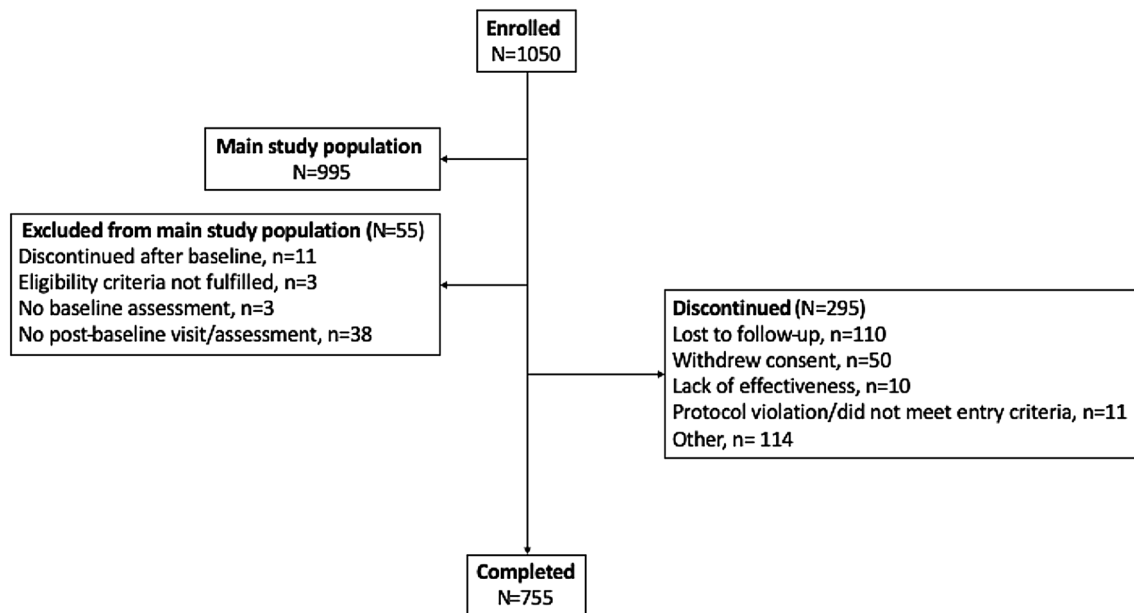 Enrolled
N=1050
Main study population
N=995
Excluded from main study population (N=55)
Discontinued after baseline, n=11
Eligibility criteria not fulfilled, n=3
No baseline assessment, n=3
No post-baseline visit/assessment, n=38
Discontinued (N=295)
Lost to follow-up, n=110
Withdrew consent, n=50
Lack of effectiveness, n=10
Protocol violation/did not meet entry criteria, n=11
Other, n= 114
Completed
N=755